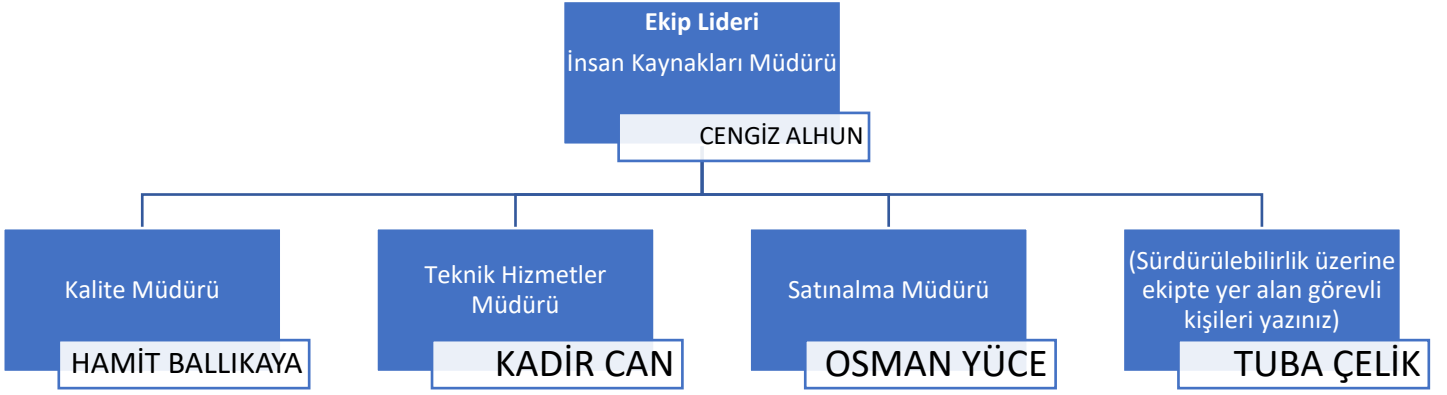 Ekip Lideri
İnsan Kaynakları Müdürü
CENGİZ ALHUN
Kalite Müdürü
HAMİT BALLIKAYA
Teknik Hizmetler
Müdürü
KADİR CAN
Satınalma Müdürü
OSMAN YÜCE
(Sürdürülebilirlik üzerine
ekipte yer alan görevli
kişileri yazınız)
TUBA ÇELİK